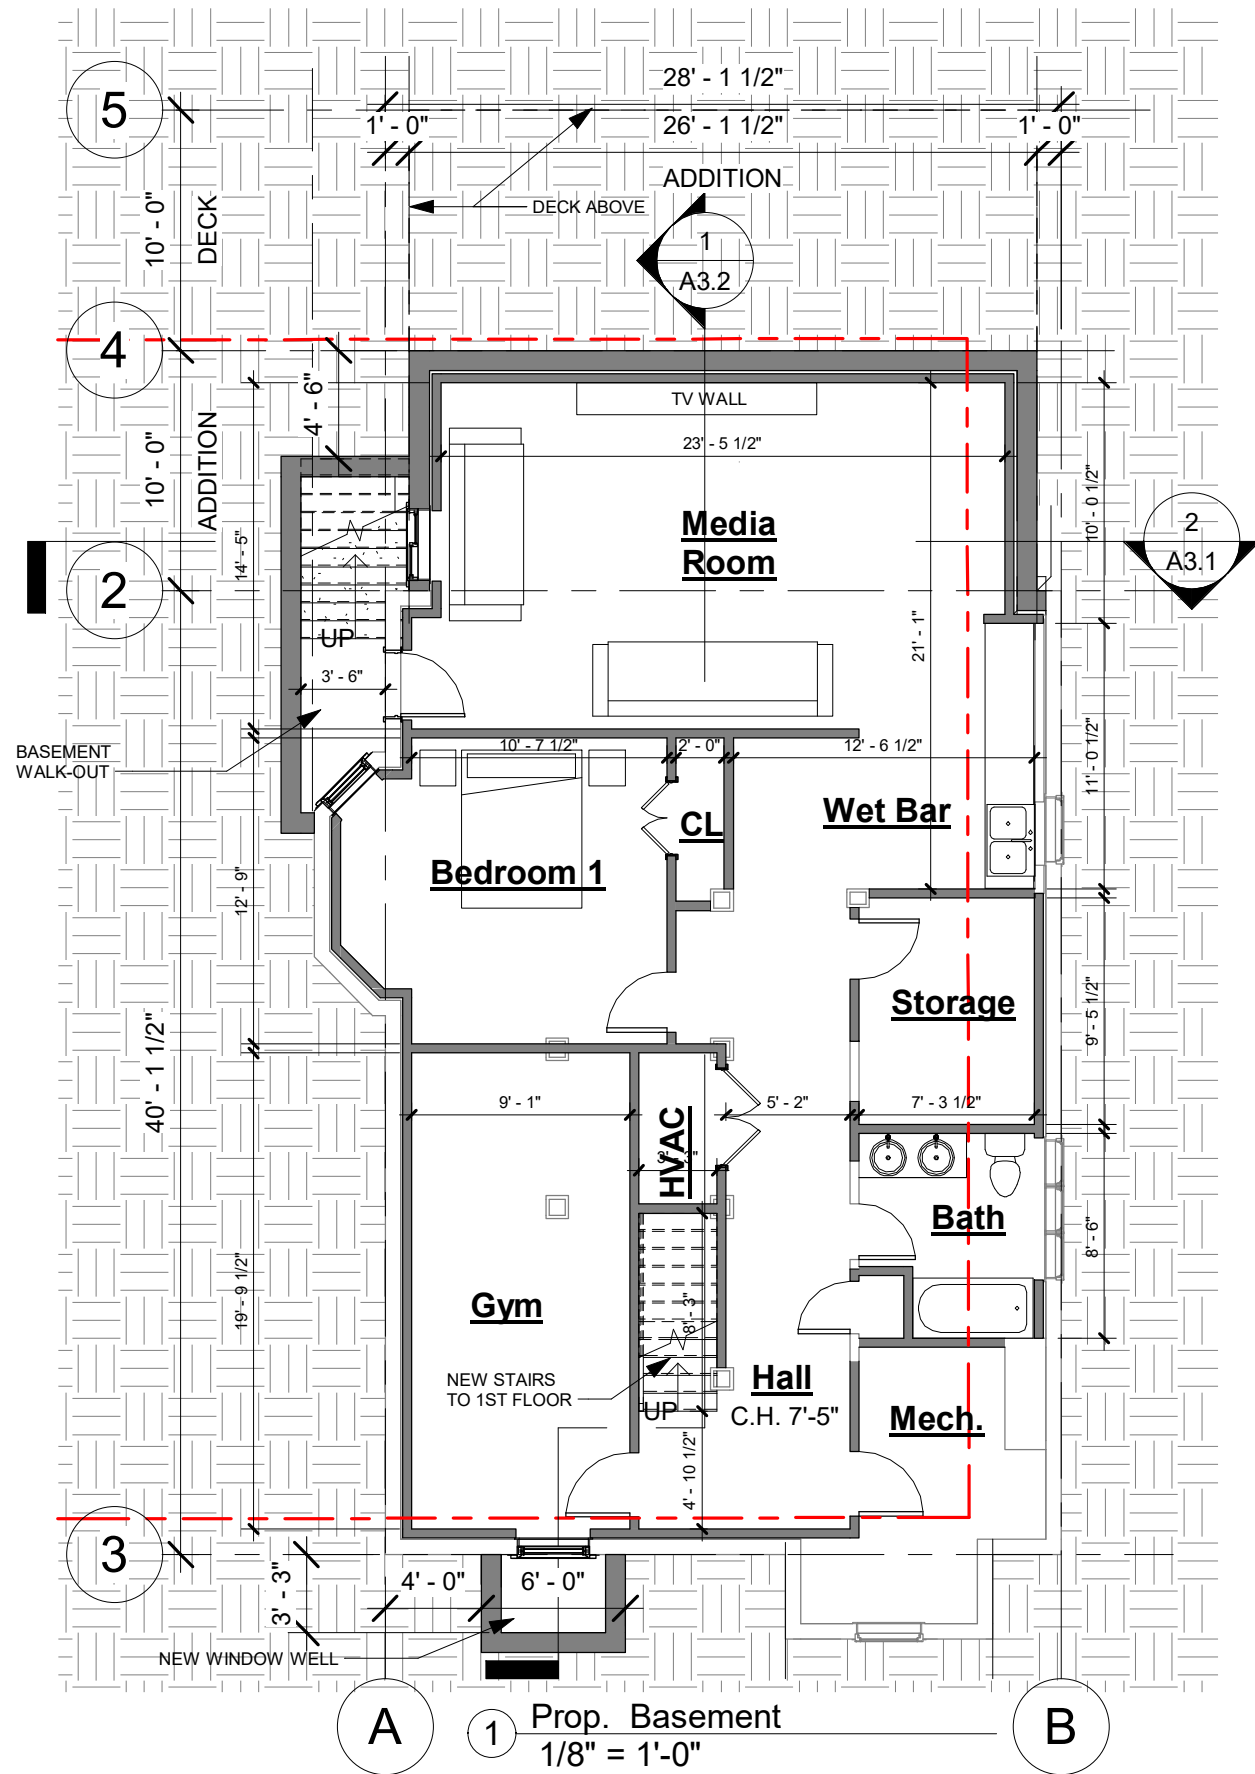 28' - 1 1/2"
5
1' - 0"
26' - 1 1/2"
1' - 0"
ADDITION
DECK ABOVE
10' - 0"
DECK
1
A3.2
4
4' - 6"
TV WALL
23' - 5 1/2"
10' - 0"
ADDITION
10' - 0 1/2"
Media
Room
2
A3.1
14' - 5"
2
UP
21' - 1"
3' - 6"
BASEMENT
WALK-OUT
10' - 7 1/2"
2' - 0"
12' - 6 1/2"
11' - 0 1/2"
CL
Wet Bar
Bedroom 1
12' - 9"
Storage
9' - 5 1/2"
40' - 1 1/2"
9' - 1"
HVAC
5' - 2"
7' - 3 1/2"
Bath
8' - 6"
19' - 9 1/2"
Gym
8' - 3"
NEW STAIRS
TO 1ST FLOOR
UP
Hall
C.H. 7'-5"
Mech.
4' - 10 1/2"
3
4' - 0"
6' - 0"
3' - 3"
NEW WINDOW WELL
A
1
Prop. Basement
1/8" = 1'-0"
B